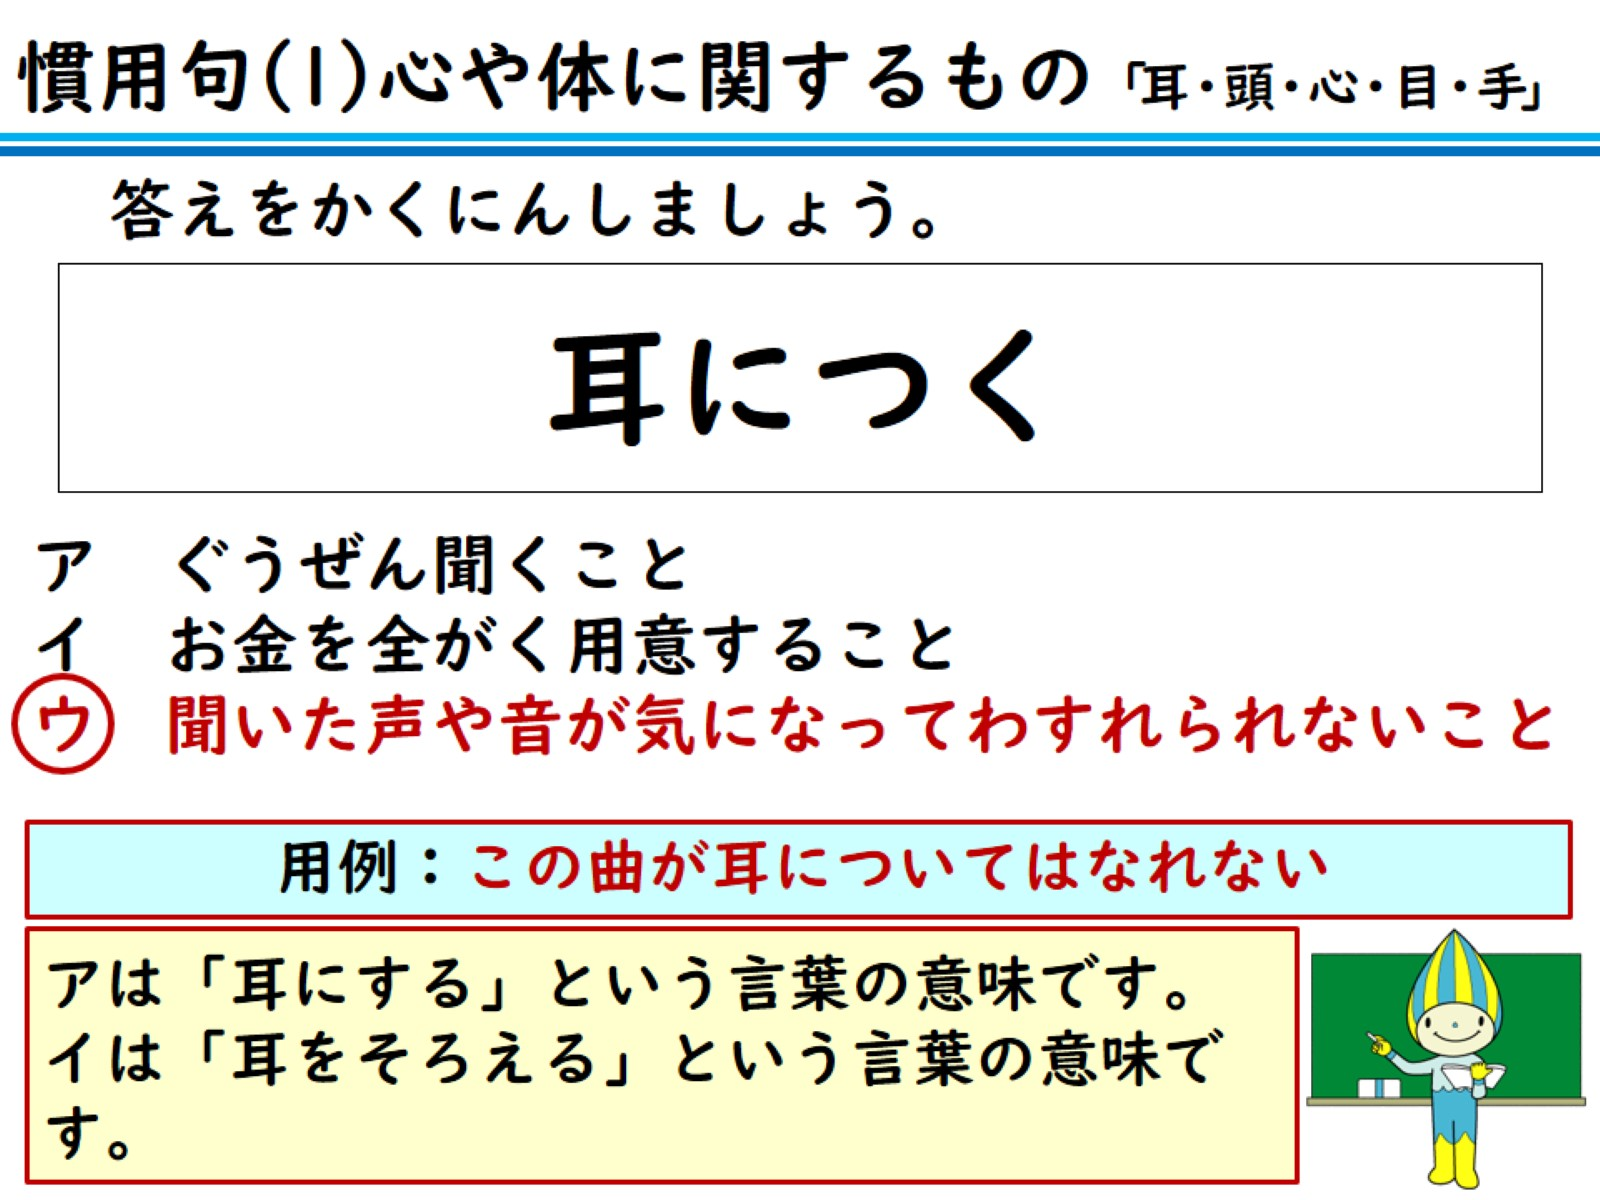 慣用句(1)心や体に関するもの「耳・頭・心・目・手」
答えをかくにんしましょう。
耳につく
ア　ぐうぜん聞くこと
イ　お金を全がく用意すること
ウ　聞いた声や音が気になってわすれられないこと
用例：この曲が耳についてはなれない
アは「耳にする」という言葉の意味です。
イは「耳をそろえる」という言葉の意味で
す。